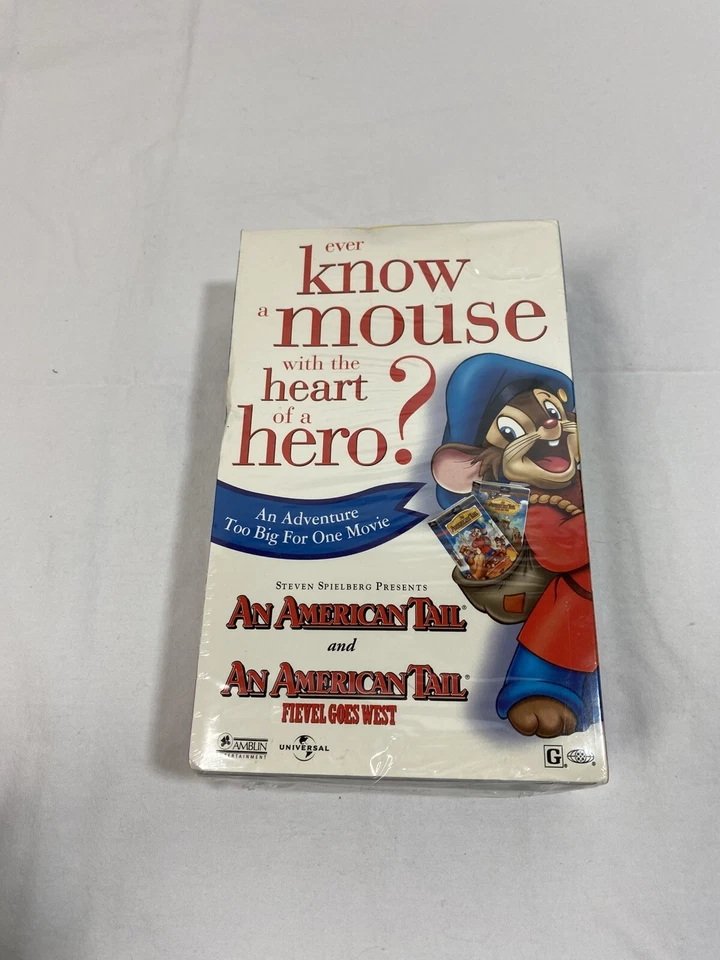 ever
know
a mouse
with the
heart
of a
hero?
An Adventure
Too Big For One Movie
STEVEN SPIELBERG PRESENTS
AN AMERICAN TAIL®
and
AN AMERICAN TAIL®
FIEVEL GOES WEST
AMBLIN
ERTAINMENT
UNIVERSAL
G®